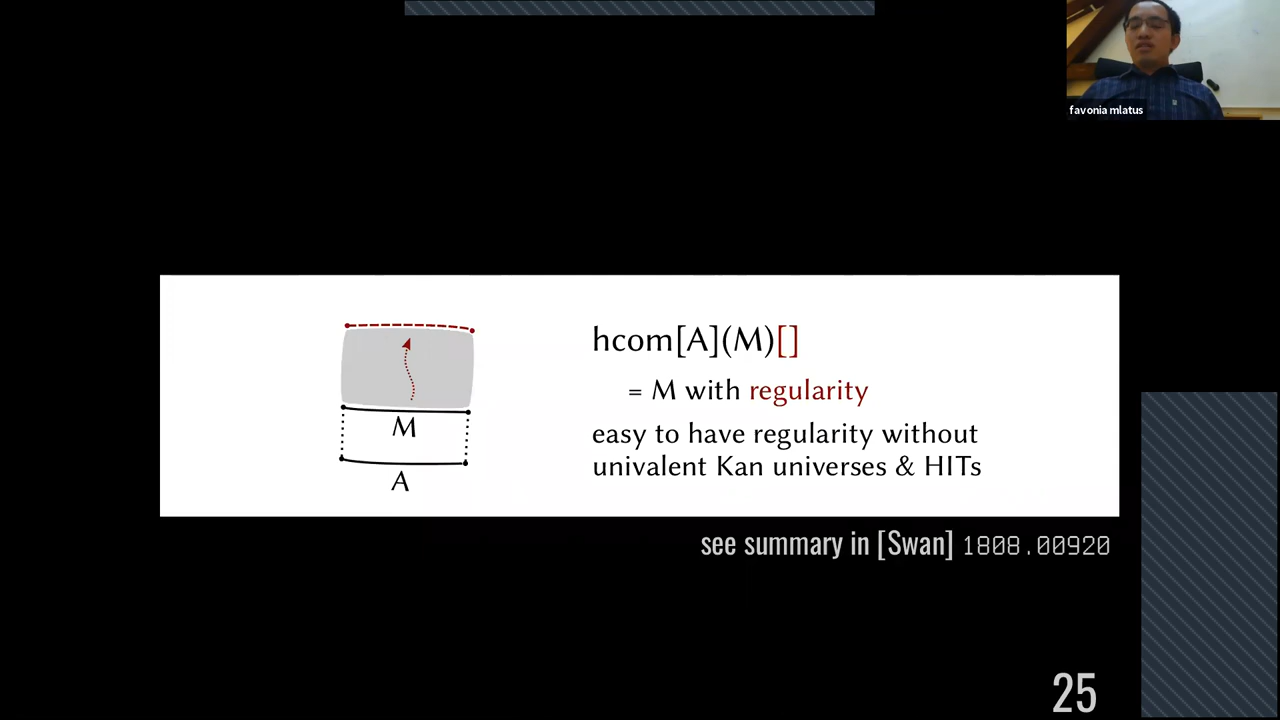 favonia mlatus
hcom[A](M)[]
= M with regularity
easy to have regularity without
univalent Kan universes & HITs
M
A
see summary in [Swan] 1808.00920
25